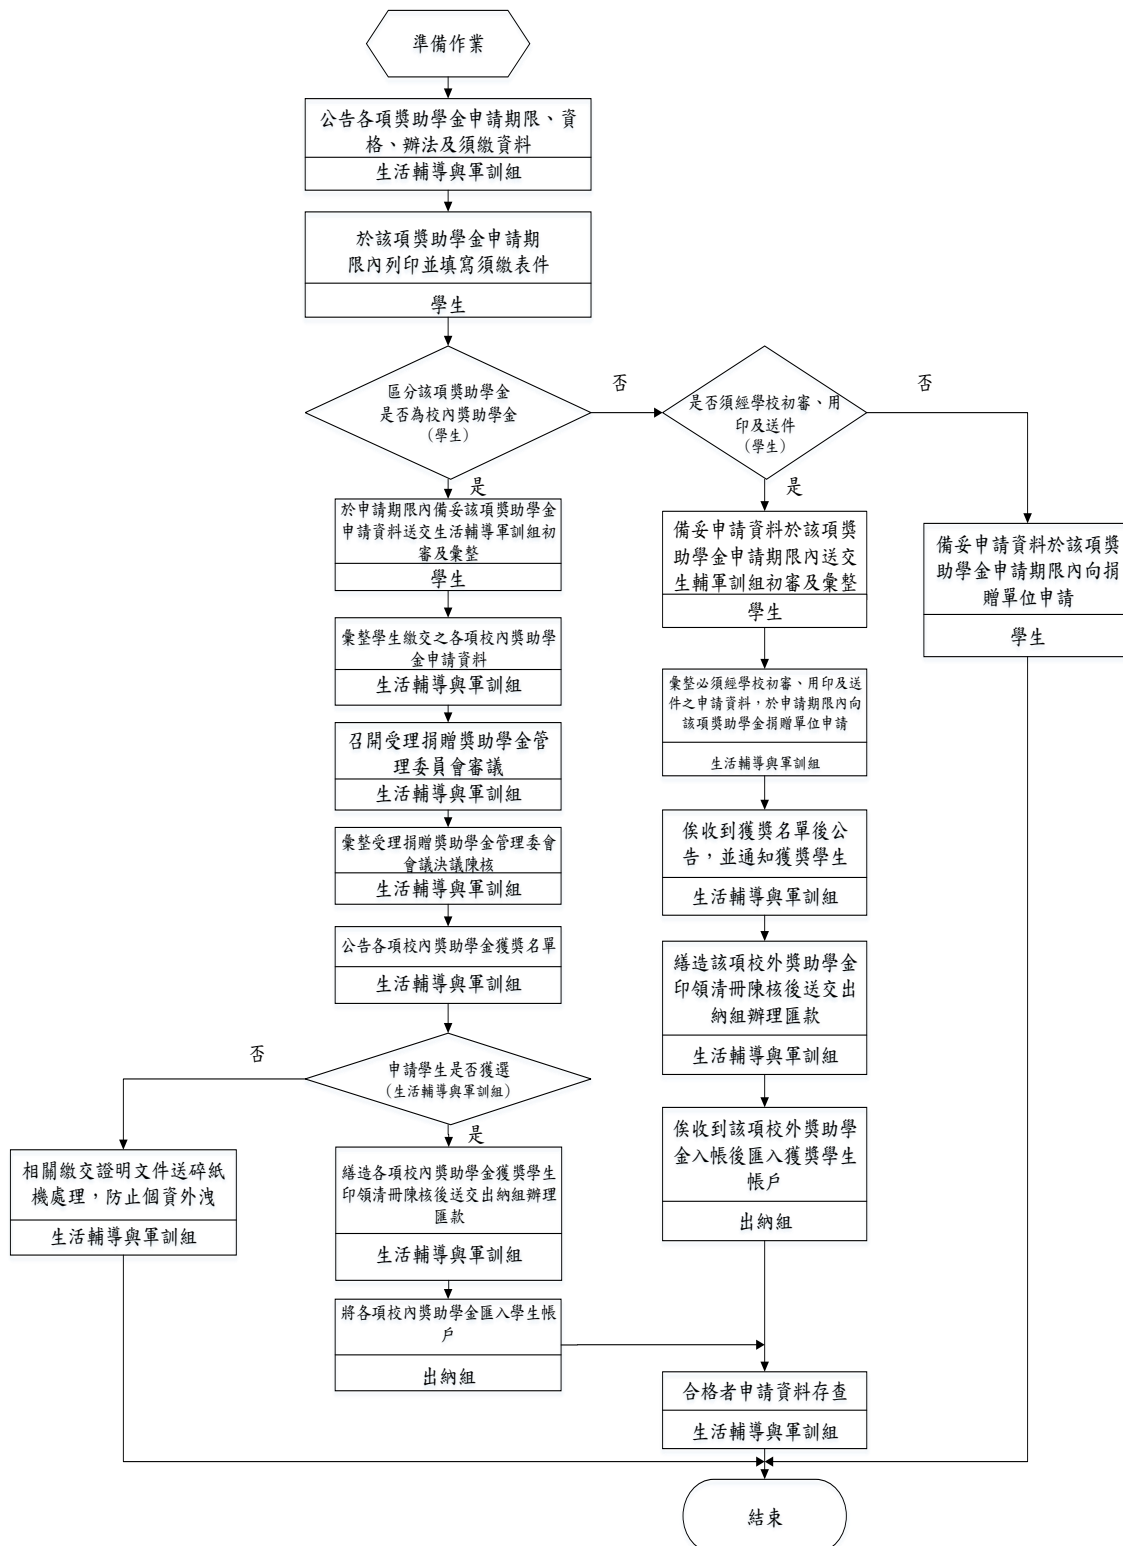 準備作業
公告各項獎助學金申請期限、資
格、辦法及須繳資料
生活輔導與軍訓組
於該項獎助學金申請期
限內列印並填寫須繳表件
學生
區分該項獎助學金
是否為校內獎助學金
(學生)
否
是否須經學校初審、用
印及送件
(學生)
否
是
於申請期限內備妥該項獎助學金
申請資料送交生活輔導軍訓組初
審及彙整
學生
彙整學生繳交之各項校內獎助學
金申請資料
生活輔導與軍訓組
召開受理捐贈獎助學金管
理委員會審議
生活輔導與軍訓組
彙整受理捐贈獎助學金管理委會
會議決議陳核
生活輔導與軍訓組
公告各項校內獎助學金獲獎名單
生活輔導與軍訓組
申請學生是否獲選
(生活輔導與軍訓組)
否
相關繳交證明文件送碎紙
機處理，防止個資外洩
生活輔導與軍訓組
是
繕造各項校內獎助學金獲獎學生
印領清冊陳核後送交出納組辦理
匯款
生活輔導與軍訓組
將各項校內獎助學金匯入學生帳
戶
出納組
是
備妥申請資料於該項獎
助學金申請期限內送交
生輔軍訓組初審及彙整
學生
彙整必須經學校初審、用印及送
件之申請資料，於申請期限內向
該項獎助學金捐贈單位申請
生活輔導與軍訓組
俟收到獲獎名單後公
告，並通知獲獎學生
生活輔導與軍訓組
繕造該項校外獎助學金
印領清冊陳核後送交出
納組辦理匯款
生活輔導與軍訓組
俟收到該項校外獎助學
金入帳後匯入獲獎學生
帳戶
出納組
備妥申請資料於該項獎
助學金申請期限內向捐
贈單位申請
學生
合格者申請資料存查
生活輔導與軍訓組
結束